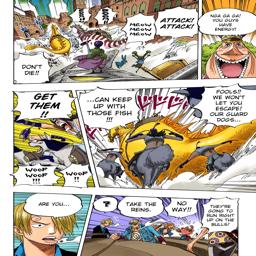 NGA GA GA!
YOU GUYS
HAVE
ENERGY!
ATTACK!
ATTACK!
MEOW
MEOW
MEOW
MEOW
DON'T
DIE!!
FOOLS!!
WE WON'T
LET YOU
ESCAPE!
OUR GUARD
DOGS...
...CAN KEEP
UP WITH
THOSE FISH
!!!
GET
THEM
!!
WOOF
WOOF
!!!
WOOF
WOOF
!!
THEY'RE
GOING TO
RUN RIGHT
UP ON THE
BULLS!
NO
WAY!!
TAKE THE
REINS.
?
ARE YOU...